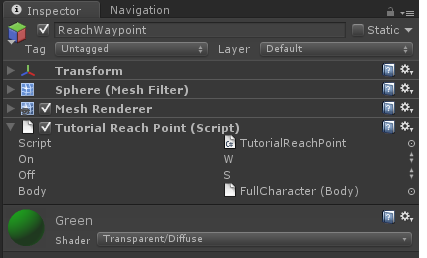 Inspector Navigation
ReachWaypoint Static
Tag Untagged Layer Default
Transform
Sphere (Mesh Filter)
Mesh Renderer
Tutorial Reach Point (Script)
Script TutorialReachPoint
On W
Off S
Body FullCharacter (Body)
Green
Shader Transparent/Diffuse